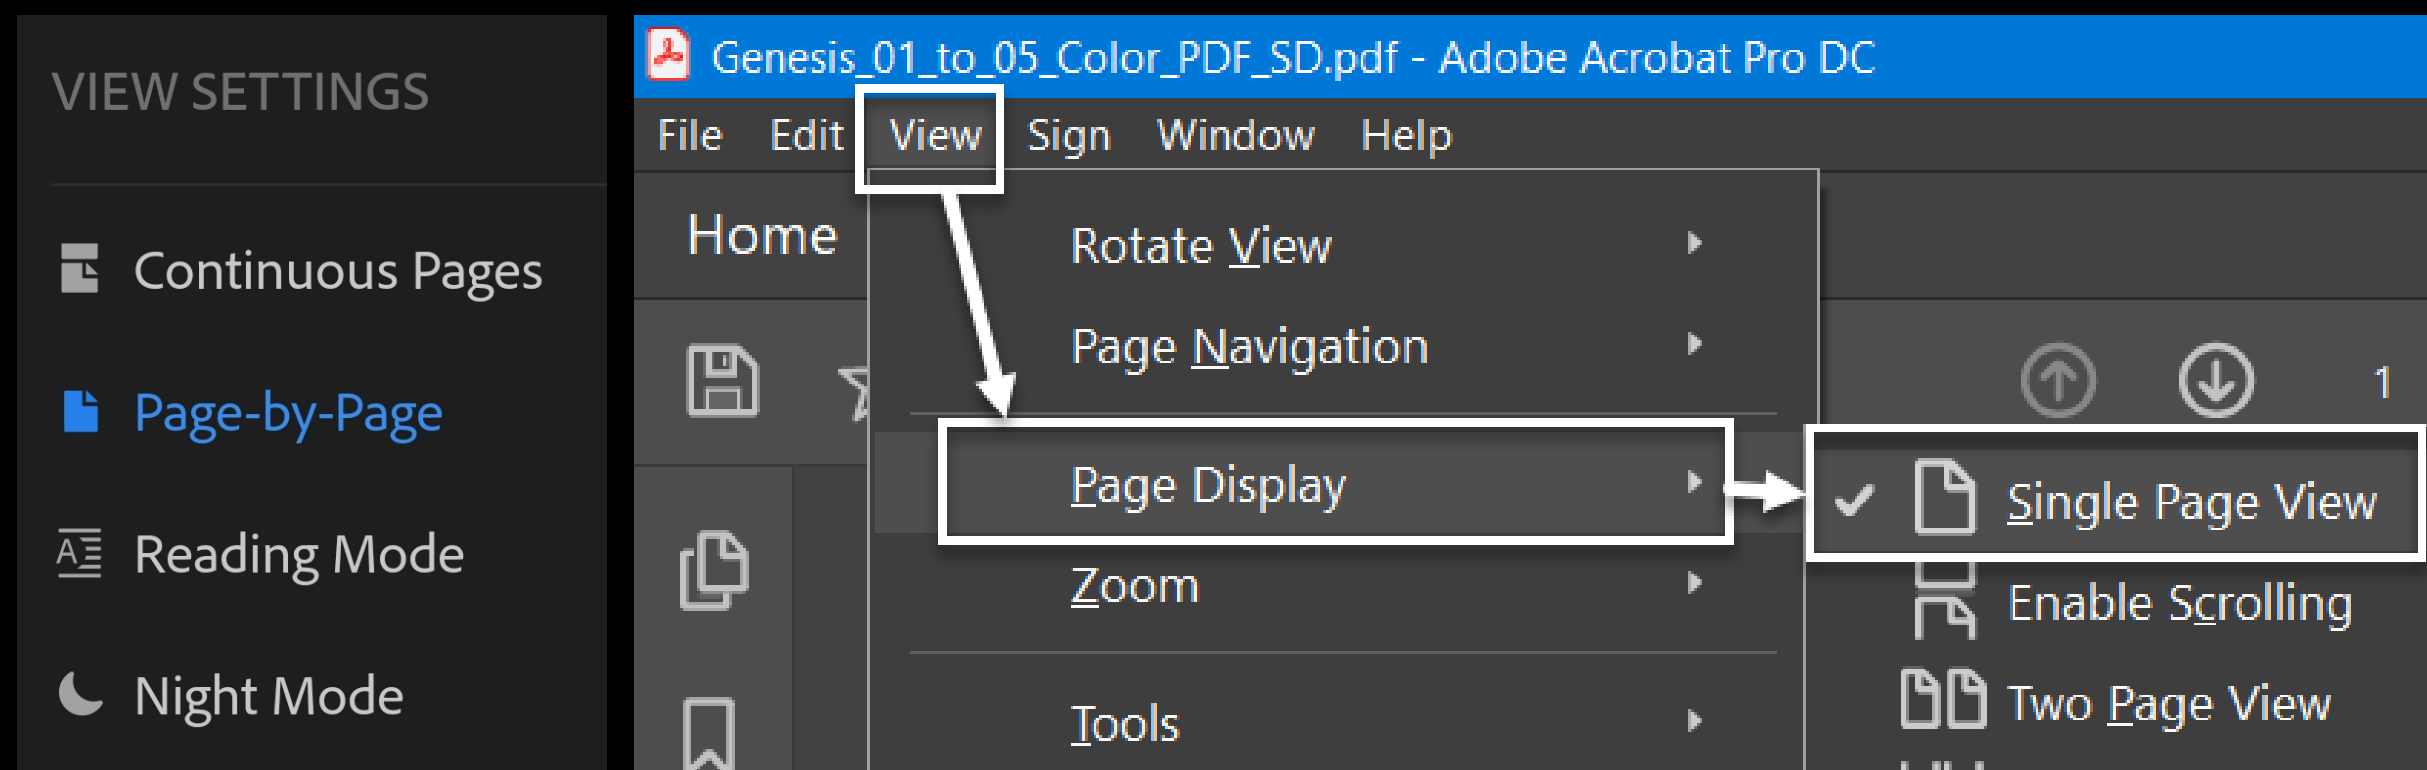 VIEW SETTINGS
Continuous Pages
Page-by-Page
Reading Mode
Night Mode
Genesis_01_to_05_Color_PDF_SD.pdf - Adobe Acrobat Pro DC
File Edit View Sign Window Help
Home
Rotate View
Page Navigation
1
Page Display
Single Page View
Zoom
Enable Scrolling
Tools
Two Page View